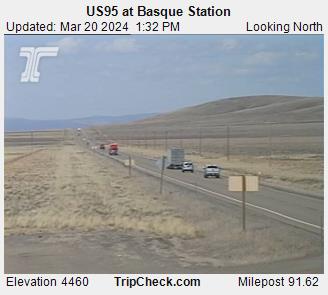 US95 at Basque Station
Updated: Mar 20 2024 1:32 PM Looking North
Elevation 4460 TripCheck.com Milepost 91.62